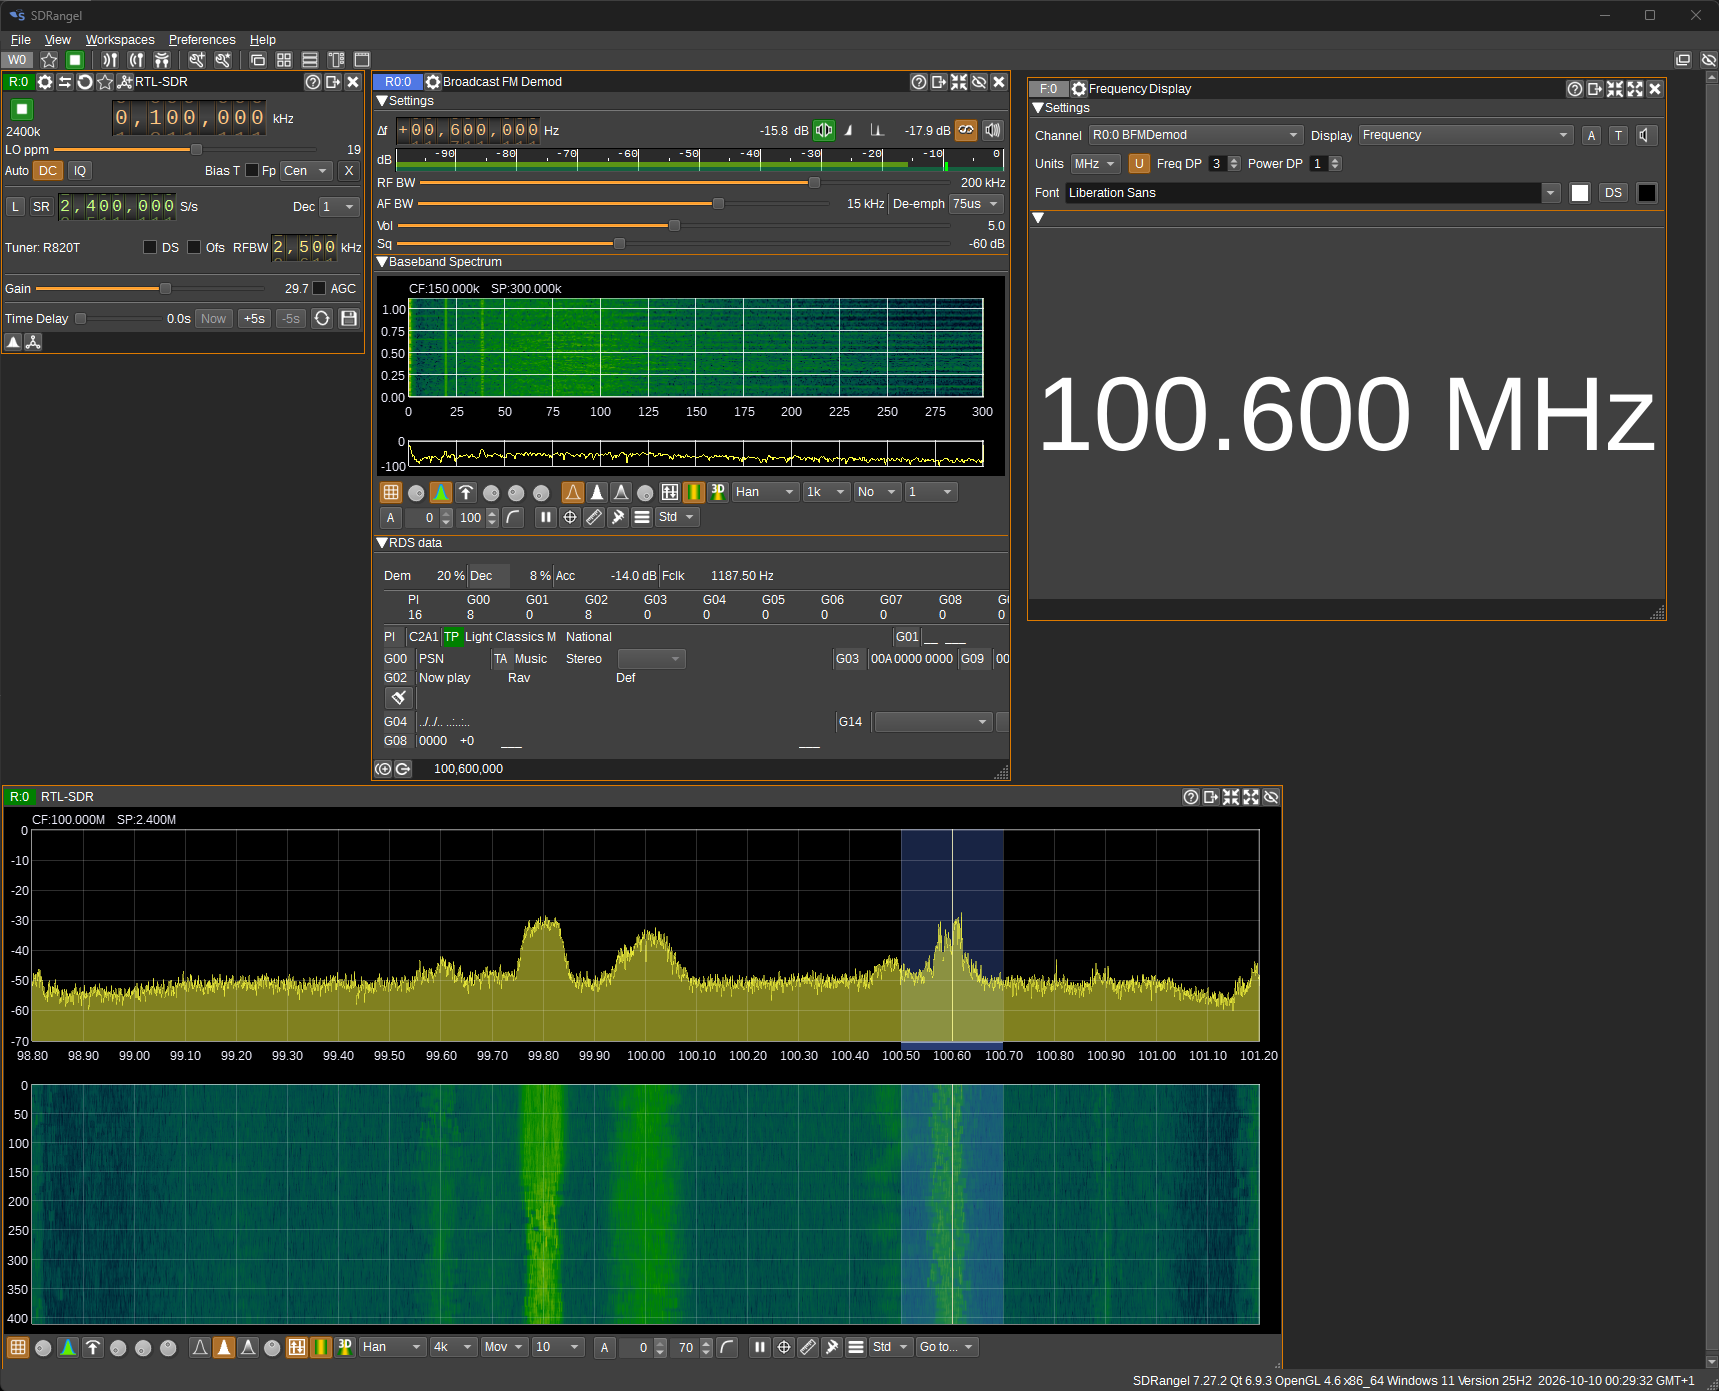 SDRangel
File View Workspaces Preferences Help
W0
R:0 RTL-SDR
0,100,000 kHz
2400k
LO ppm 19
Auto DC IQ Bias T Fp Cen X
L SR 2,400,000 S/s Dec 1
Tuner: R820T DS Ofs RFBW 2,500 kHz
Gain 29.7 AGC
Time Delay 0.0s Now +5s -5s
R0:0 Broadcast FM Demod
Settings
Δf +00,600,000 Hz -15.8 dB -17.9 dB
dB -90 -80 -70 -60 -50 -40 -30 -20 -10 0
RF BW 200 kHz
AF BW 15 kHz De-emph 75us
Vol 5.0
Sq -60 dB
Baseband Spectrum
CF:150.000k SP:300.000k
1.00
0.75
0.50
0.25
0.00
0 25 50 75 100 125 150 175 200 225 250 275 300
0
-100
3D Han 1k No 1
A 0 100 Std
RDS data
Dem 20 % Dec 8 % Acc -14.0 dB Fclk 1187.50 Hz
PI G00 G01 G02 G03 G04 G05 G06 G07 G08
16 8 0 8 0 0 0 0 0 0 0
PI C2A1 TP Light Classics M National G01 __ ___
G00 PSN TA Music Stereo G03 00A 0000 0000 G09 00
G02 Now play Rav Def
G04 ../../.. ..:..:.. G14
G08 0000 +0 ___ ___
100,600,000
F:0 Frequency Display
Settings
Channel R0:0 BFMDemod Display Frequency A T
Units MHz U Freq DP 3 Power DP 1
Font Liberation Sans DS
100.600 MHz
R:0 RTL-SDR
CF:100.000M SP:2.400M
0
-10
-20
-30
-40
-50
-60
-70
98.80 98.90 99.00 99.10 99.20 99.30 99.40 99.50 99.60 99.70 99.80 99.90 100.00 100.10 100.20 100.30 100.40 100.50 100.60 100.70 100.80 100.90 101.00 101.10 101.20
0
50
100
150
200
250
300
350
400
3D Han 4k Mov 10 A 0 70 Std Go to...
SDRangel 7.27.2 Qt 6.9.3 OpenGL 4.6 x86_64 Windows 11 Version 25H2 2026-10-10 00:29:32 GMT+1